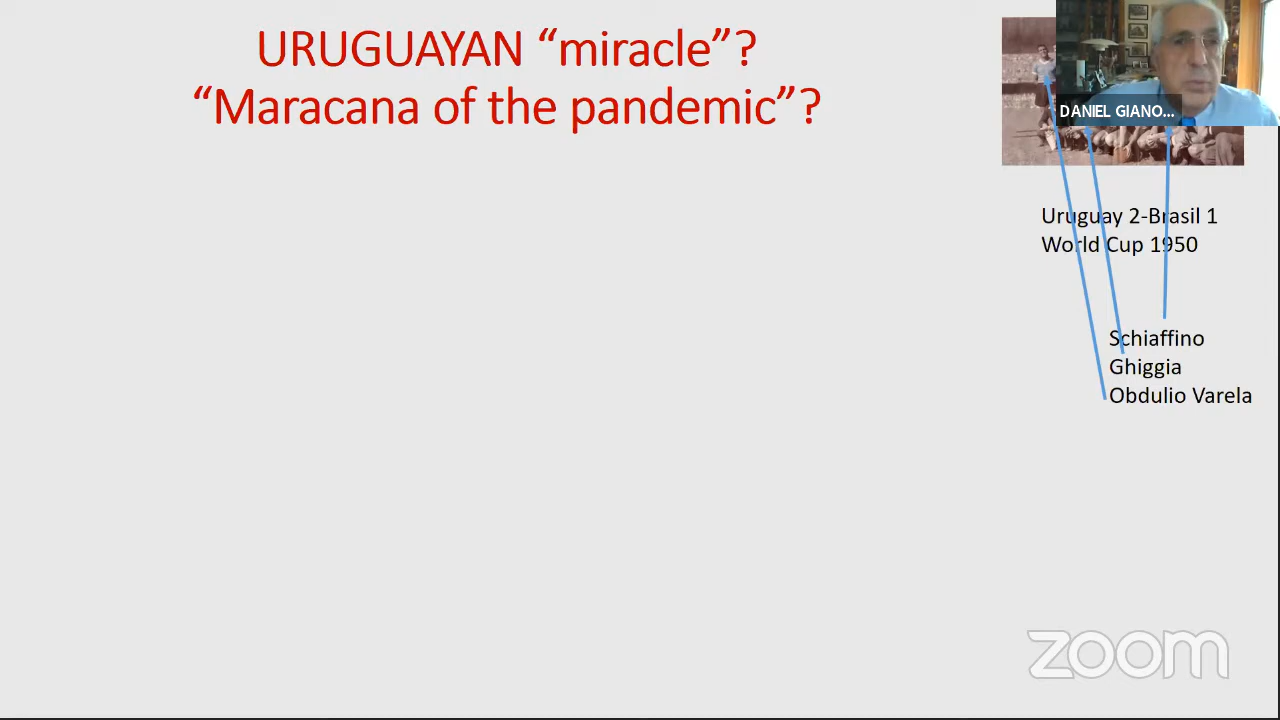 URUGUAYAN “miracle”?
“Maracana of the pandemic”?
DANIEL GIANO...
Uruguay 2-Brasil 1
World Cup 1950
Schiaffino
Ghiggia
Obdulio Varela
zoom